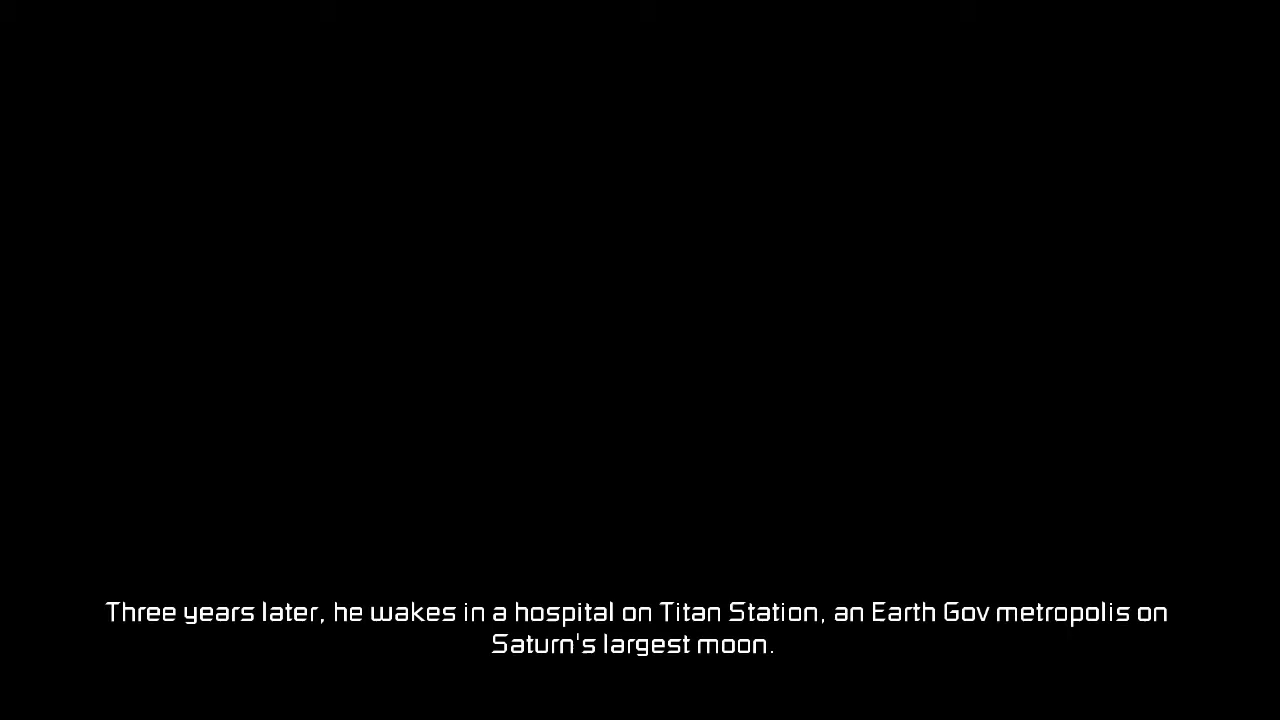 Three years later, he wakes in a hospital on Titan Station, an Earth Gov metropolis on
Saturn's largest moon.